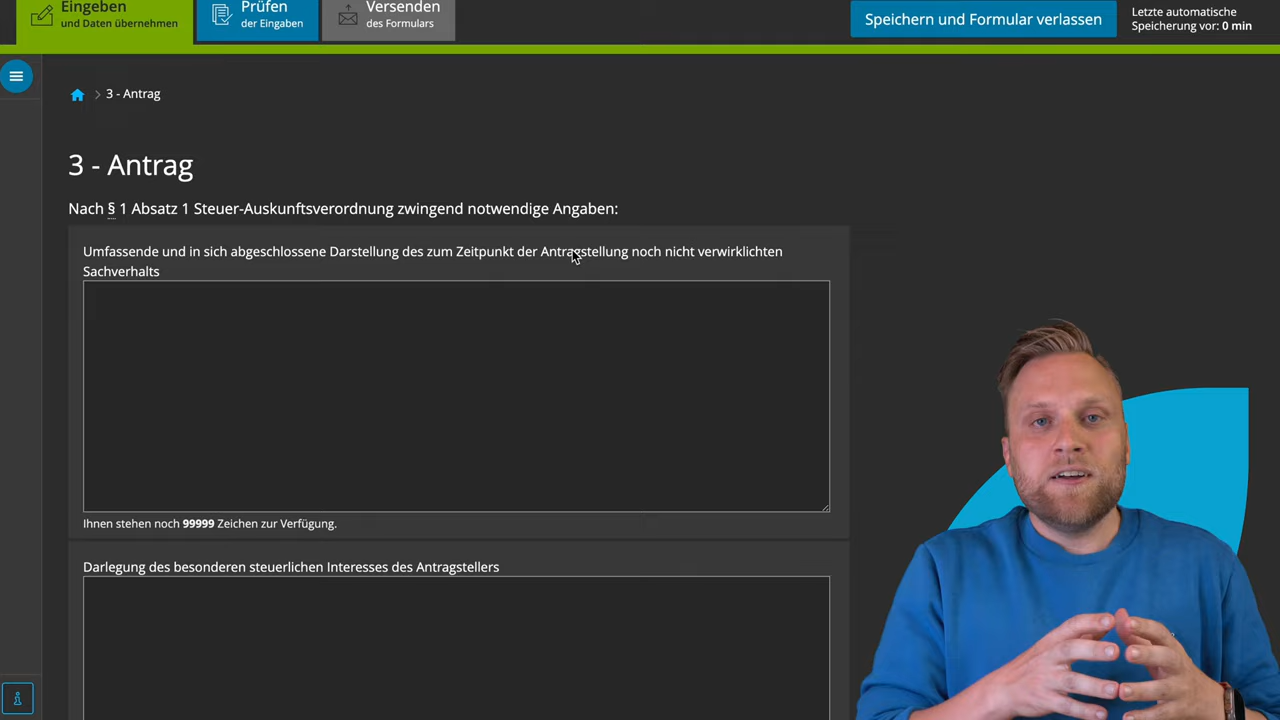 Eingeben
und Daten übernehmen
Prüfen
der Eingaben
Versenden
des Formulars
Speichern und Formular verlassen
Letzte automatische
Speicherung vor: 0 min
3 - Antrag
3 - Antrag
Nach § 1 Absatz 1 Steuer-Auskunftsverordnung zwingend notwendige Angaben:
Umfassende und in sich abgeschlossene Darstellung des zum Zeitpunkt der Antragstellung noch nicht verwirklichten
Sachverhalts
Ihnen stehen noch 99999 Zeichen zur Verfügung.
Darlegung des besonderen steuerlichen Interesses des Antragstellers